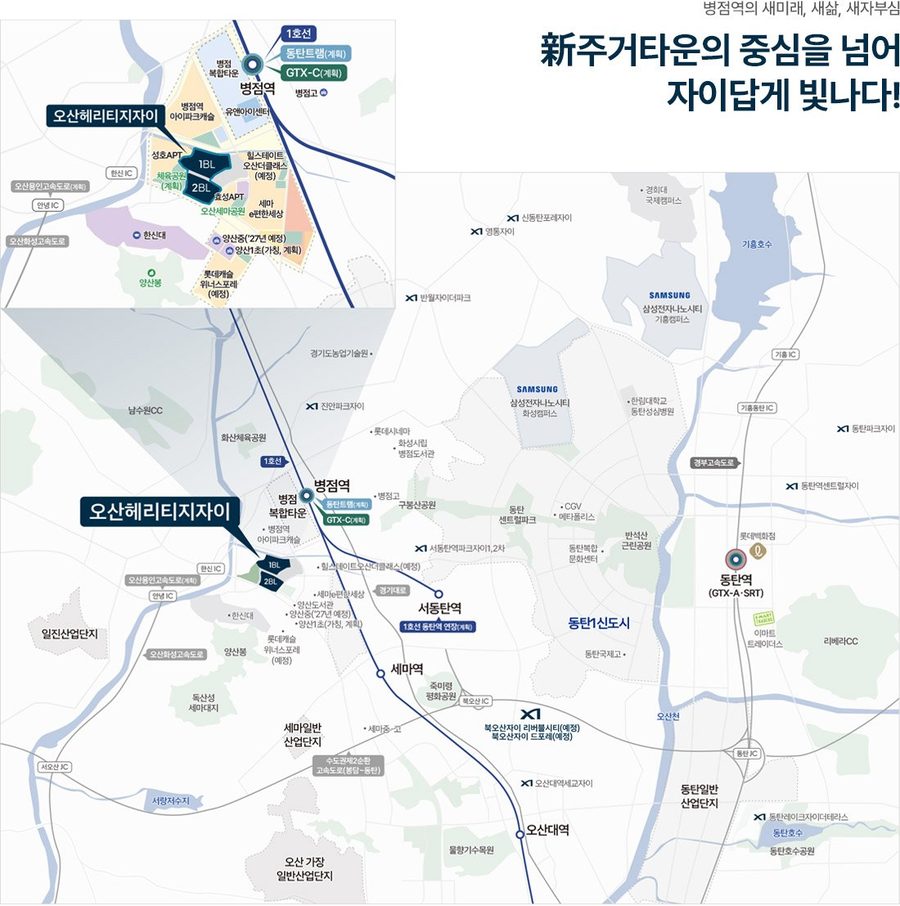 병점역의 새미래, 새삶, 새자부심
新주거타운의 중심을 넘어
자이답게 빛나다!
1호선
동탄트램(계획)
GTX-C(계획)
병점
복합타운
병점역
병점고
병점역
아이파크캐슬
유앤아이센터
오산헤리티지자이
성호APT
1BL
2BL
체육공원
(계획)
힐스테이트
오산더클래스
(예정)
한신 IC
효성APT
오산세마공원
세마
e편한세상
오산용인고속도로(계획)
안녕 IC
오산화성고속도로
한신대
양산중('27년 예정)
양산1초(가칭, 계획)
양산봉
롯데캐슬
위너스포레
(예정)
경희대
국제캠퍼스
X1 신동탄포레자이
X1 영통자이
기흥호수
SAMSUNG
삼성전자나노시티
기흥캠퍼스
X1 반월자이더파크
기흥 IC
경기도농업기술원
SAMSUNG
삼성전자나노시티
화성캠퍼스
한림대학교
동탄성심병원
남수원CC
X1 진안파크자이
기흥동탄 IC
X1 동탄파크자이
화산체육공원
롯데시네마
화성시립
병점도서관
1호선
경부고속도로
병점역
동탄트램(계획)
GTX-C(계획)
병점
복합타운
병점고
구봉산공원
X1 동탄역센트럴자이
오산헤리티지자이
병점역
아이파크캐슬
동탄
센트럴파크
CGV
메타폴리스
반석산
근린공원
롯데백화점
X1 서동탄역파크자이1,2차
동탄복합
문화센터
동탄역
(GTX-A·SRT)
한신 IC
1BL
2BL
힐스테이트오산더클래스(예정)
오산용인고속도로(계획)
안녕 IC
세마e편한세상
경기대로
서동탄역
1호선 동탄역 연장(계획)
양산도서관
양산중('27년 예정)
양산1초(가칭, 계획)
한신대
동탄1신도시
이마트
트레이더스
리베라CC
일진산업단지
롯데캐슬
위너스포레
(예정)
양산봉
오산화성고속도로
동탄국제고
세마역
독산성
세마대지
죽미령
평화공원
북오산 IC
X1
북오산자이 리버블시티(예정)
북오산자이 드포레(예정)
오산천
세마일반
산업단지
세마중·고
동탄 JC
서오산 JC
수도권제2순환
고속도로(봉담~동탄)
X1 오산대역세교자이
동탄일반
산업단지
서랑저수지
오산대역
X1 동탄레이크자이더테라스
동탄호수
동탄호수공원
물향기수목원
오산 가장
일반산업단지